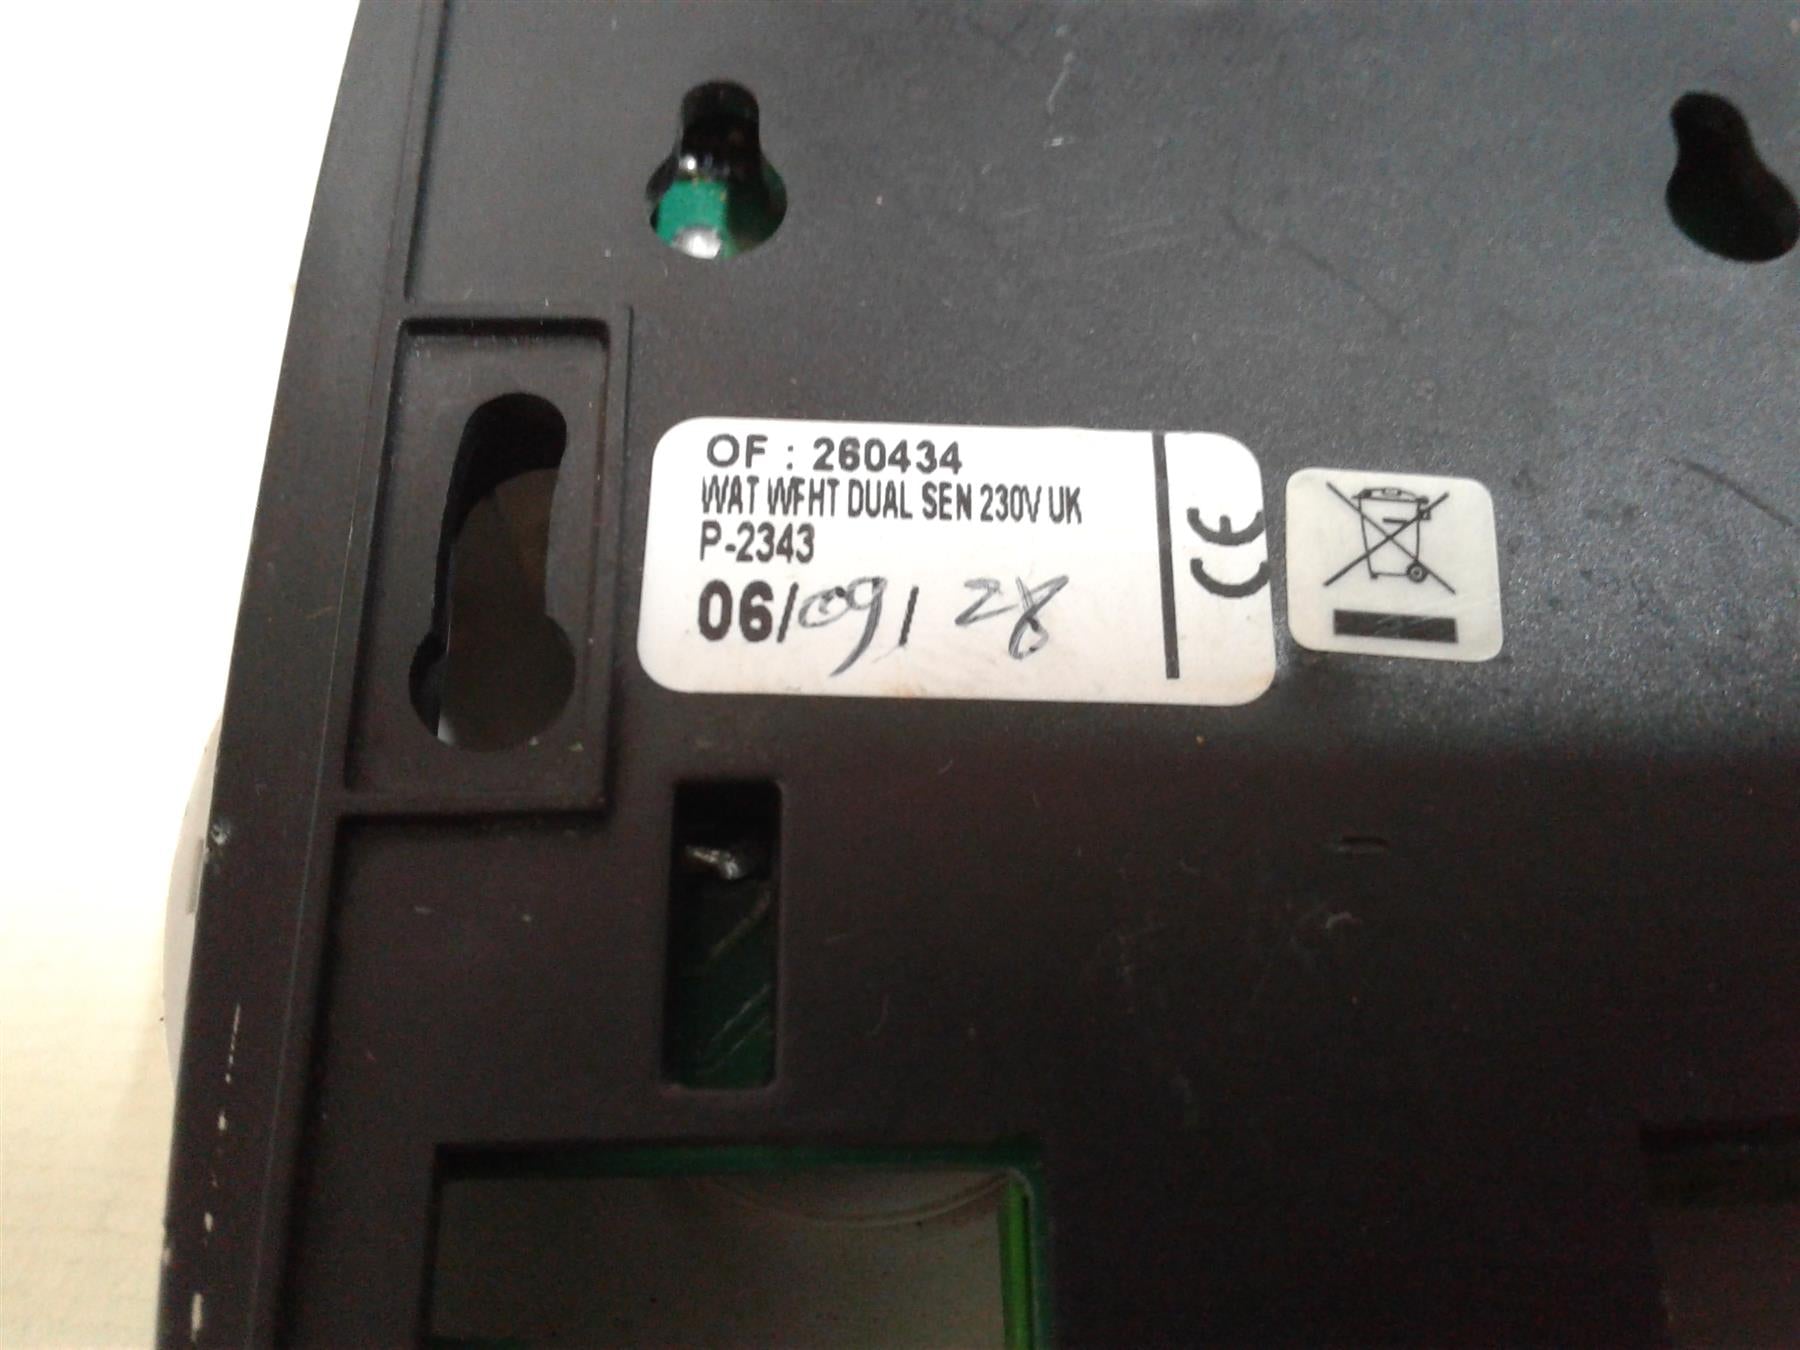 OF : 260434
WAT WFHT DUAL SEN 230V UK
P-2343
06/09/28
CE